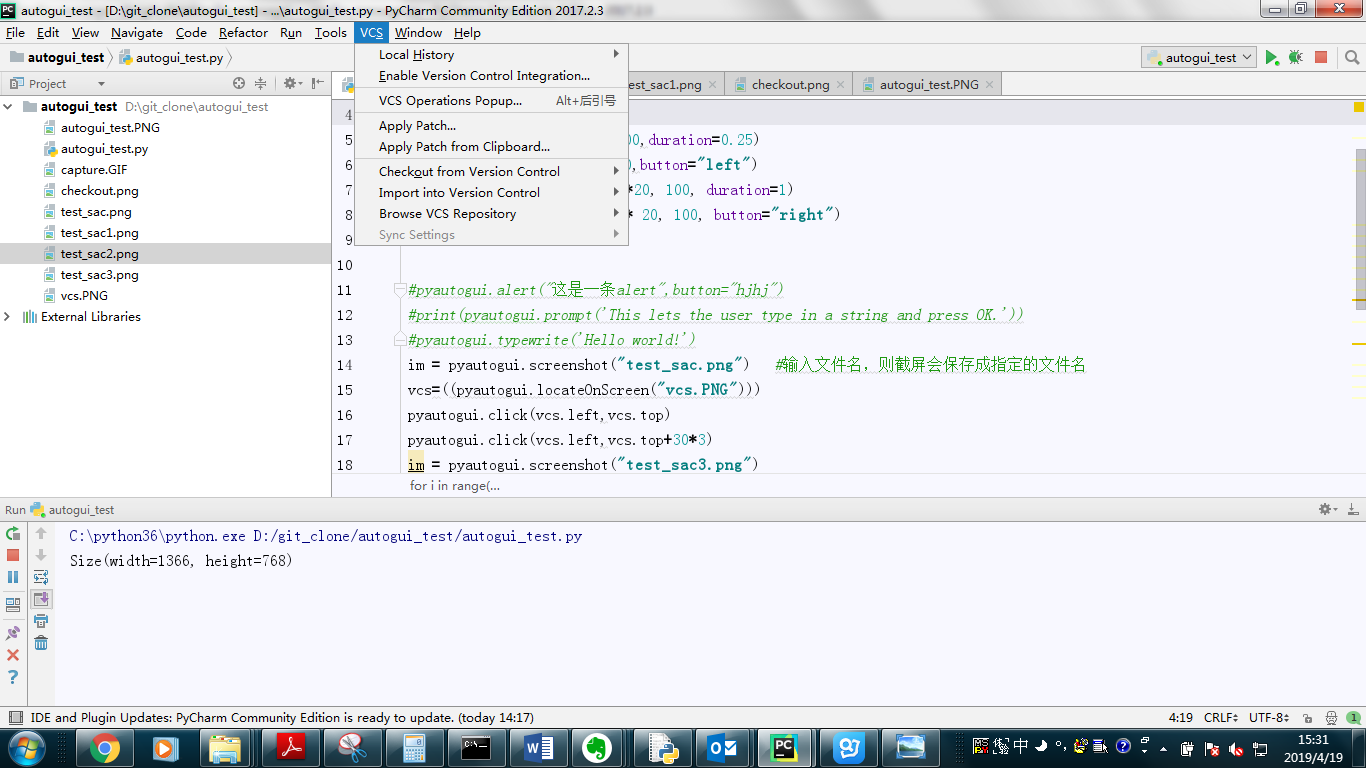 autogui_test - [D:\git_clone\autogui_test] - ...\autogui_test.py - PyCharm Community Edition 2017.2.3
File Edit View Navigate Code Refactor Run Tools VCS Window Help
autogui_test autogui_test.py autogui_test
Project
est_sac1.png checkout.png autogui_test.PNG
autogui_test D:\git_clone\autogui_test
autogui_test.PNG
autogui_test.py
capture.GIF
checkout.png
test_sac.png
test_sac1.png
test_sac2.png
test_sac3.png
vcs.PNG
External Libraries
Local History
Enable Version Control Integration...
VCS Operations Popup... Alt+后引号
Apply Patch...
Apply Patch from Clipboard...
Checkout from Version Control
Import into Version Control
Browse VCS Repository
Sync Settings
4
5 00,duration=0.25)
6 0,button="left")
7 *20, 100, duration=1)
8 * 20, 100, button="right")
9
10
11 #pyautogui.alert("这是一条alert",button="hjhj")
12 #print(pyautogui.prompt('This lets the user type in a string and press OK.'))
13 #pyautogui.typewrite('Hello world!')
14 im = pyautogui.screenshot("test_sac.png") #输入文件名，则截屏会保存成指定的文件名
15 vcs=((pyautogui.locateOnScreen("vcs.PNG")))
16 pyautogui.click(vcs.left,vcs.top)
17 pyautogui.click(vcs.left,vcs.top+30*3)
18 im = pyautogui.screenshot("test_sac3.png")
for i in range(...
Run autogui_test
C:\python36\python.exe D:/git_clone/autogui_test/autogui_test.py
Size(width=1366, height=768)
IDE and Plugin Updates: PyCharm Community Edition is ready to update. (today 14:17) 4:19 CRLF UTF-8 1
中
15:31
2019/4/19